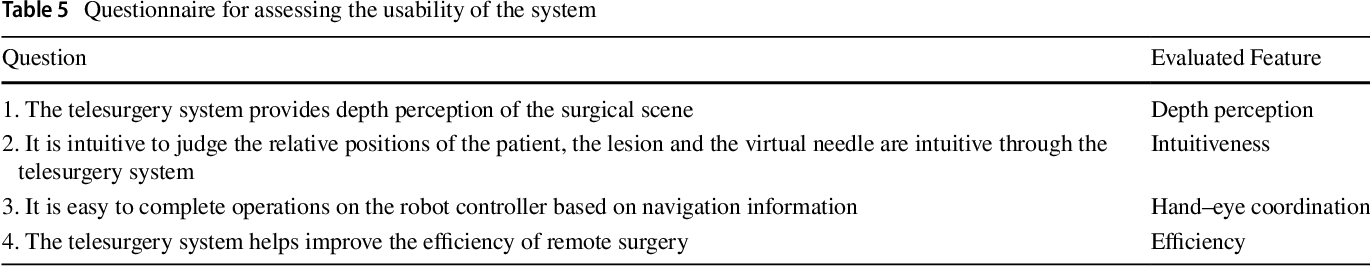 Table 5 Questionnaire for assessing the usability of the system
Question Evaluated Feature
1. The telesurgery system provides depth perception of the surgical scene Depth perception
2. It is intuitive to judge the relative positions of the patient, the lesion and the virtual needle are intuitive through the Intuitiveness
telesurgery system
3. It is easy to complete operations on the robot controller based on navigation information Hand–eye coordination
4. The telesurgery system helps improve the efficiency of remote surgery Efficiency